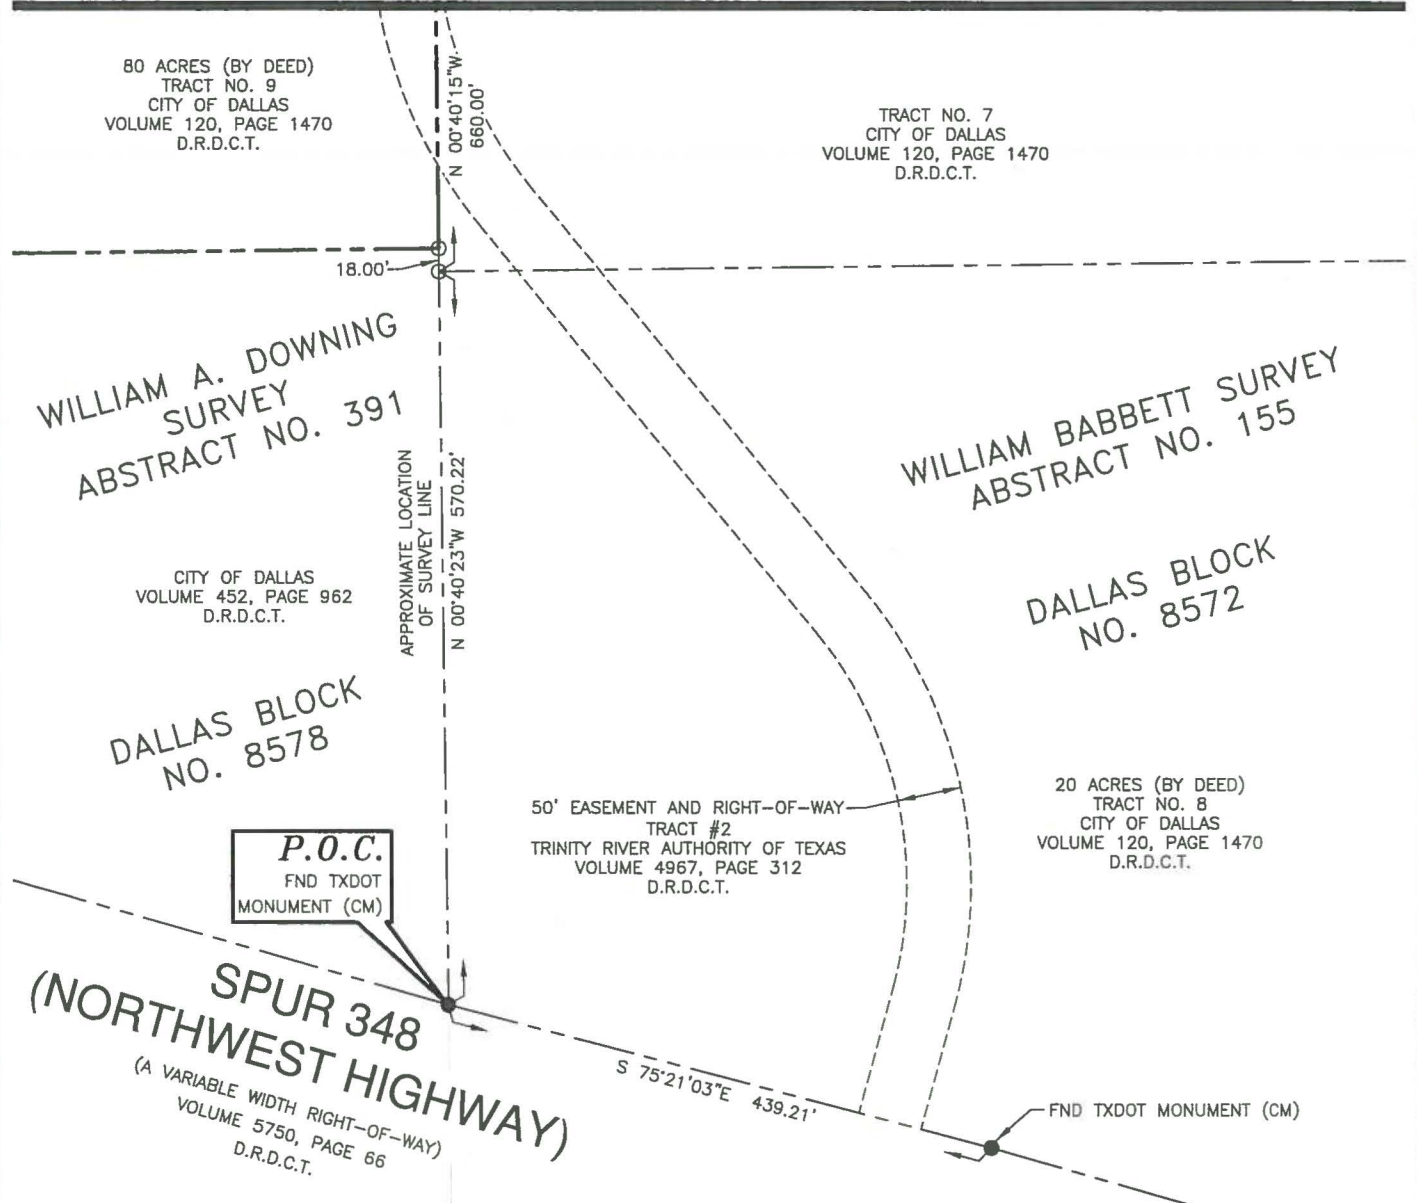 80 ACRES (BY DEED)
TRACT NO. 9
CITY OF DALLAS
VOLUME 120, PAGE 1470
D.R.D.C.T.
N 00°40'15"W
660.00'
TRACT NO. 7
CITY OF DALLAS
VOLUME 120, PAGE 1470
D.R.D.C.T.
18.00'
WILLIAM A. DOWNING
SURVEY
ABSTRACT NO. 391
WILLIAM BABBETT SURVEY
ABSTRACT NO. 155
APPROXIMATE LOCATION
OF SURVEY LINE
N 00°40'23"W 570.22'
CITY OF DALLAS
VOLUME 452, PAGE 962
D.R.D.C.T.
DALLAS BLOCK
NO. 8572
DALLAS BLOCK
NO. 8578
50' EASEMENT AND RIGHT-OF-WAY
TRACT #2
TRINITY RIVER AUTHORITY OF TEXAS
VOLUME 4967, PAGE 312
D.R.D.C.T.
20 ACRES (BY DEED)
TRACT NO. 8
CITY OF DALLAS
VOLUME 120, PAGE 1470
D.R.D.C.T.
P.O.C.
FND TXDOT
MONUMENT (CM)
SPUR 348
(NORTHWEST HIGHWAY)
(A VARIABLE WIDTH RIGHT-OF-WAY)
VOLUME 5750, PAGE 66
D.R.D.C.T.
S 75°21'03"E 439.21'
FND TXDOT MONUMENT (CM)